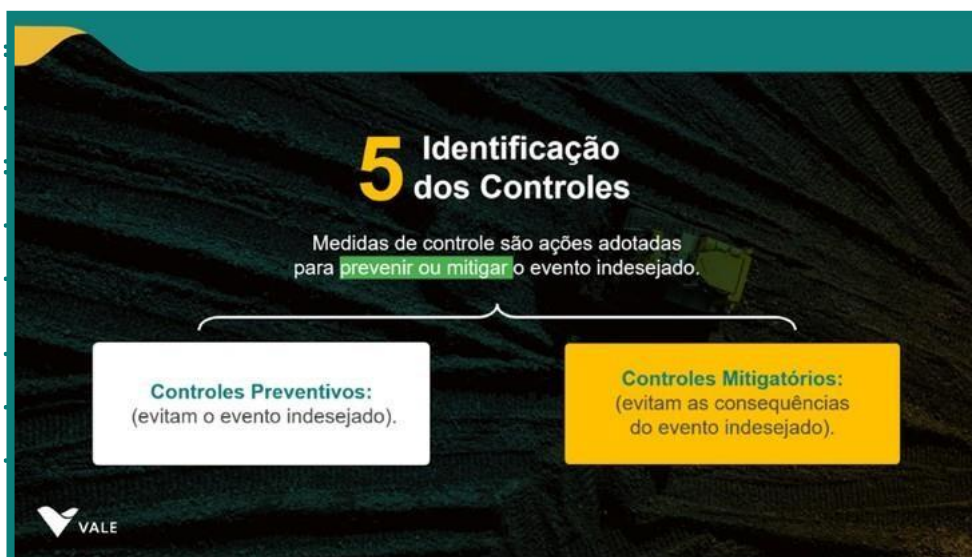 5 Identificação
dos Controles
Medidas de controle são ações adotadas
para prevenir ou mitigar o evento indesejado.
Controles Preventivos:
(evitam o evento indesejado).
Controles Mitigatórios:
(evitam as consequências
do evento indesejado).
VALE